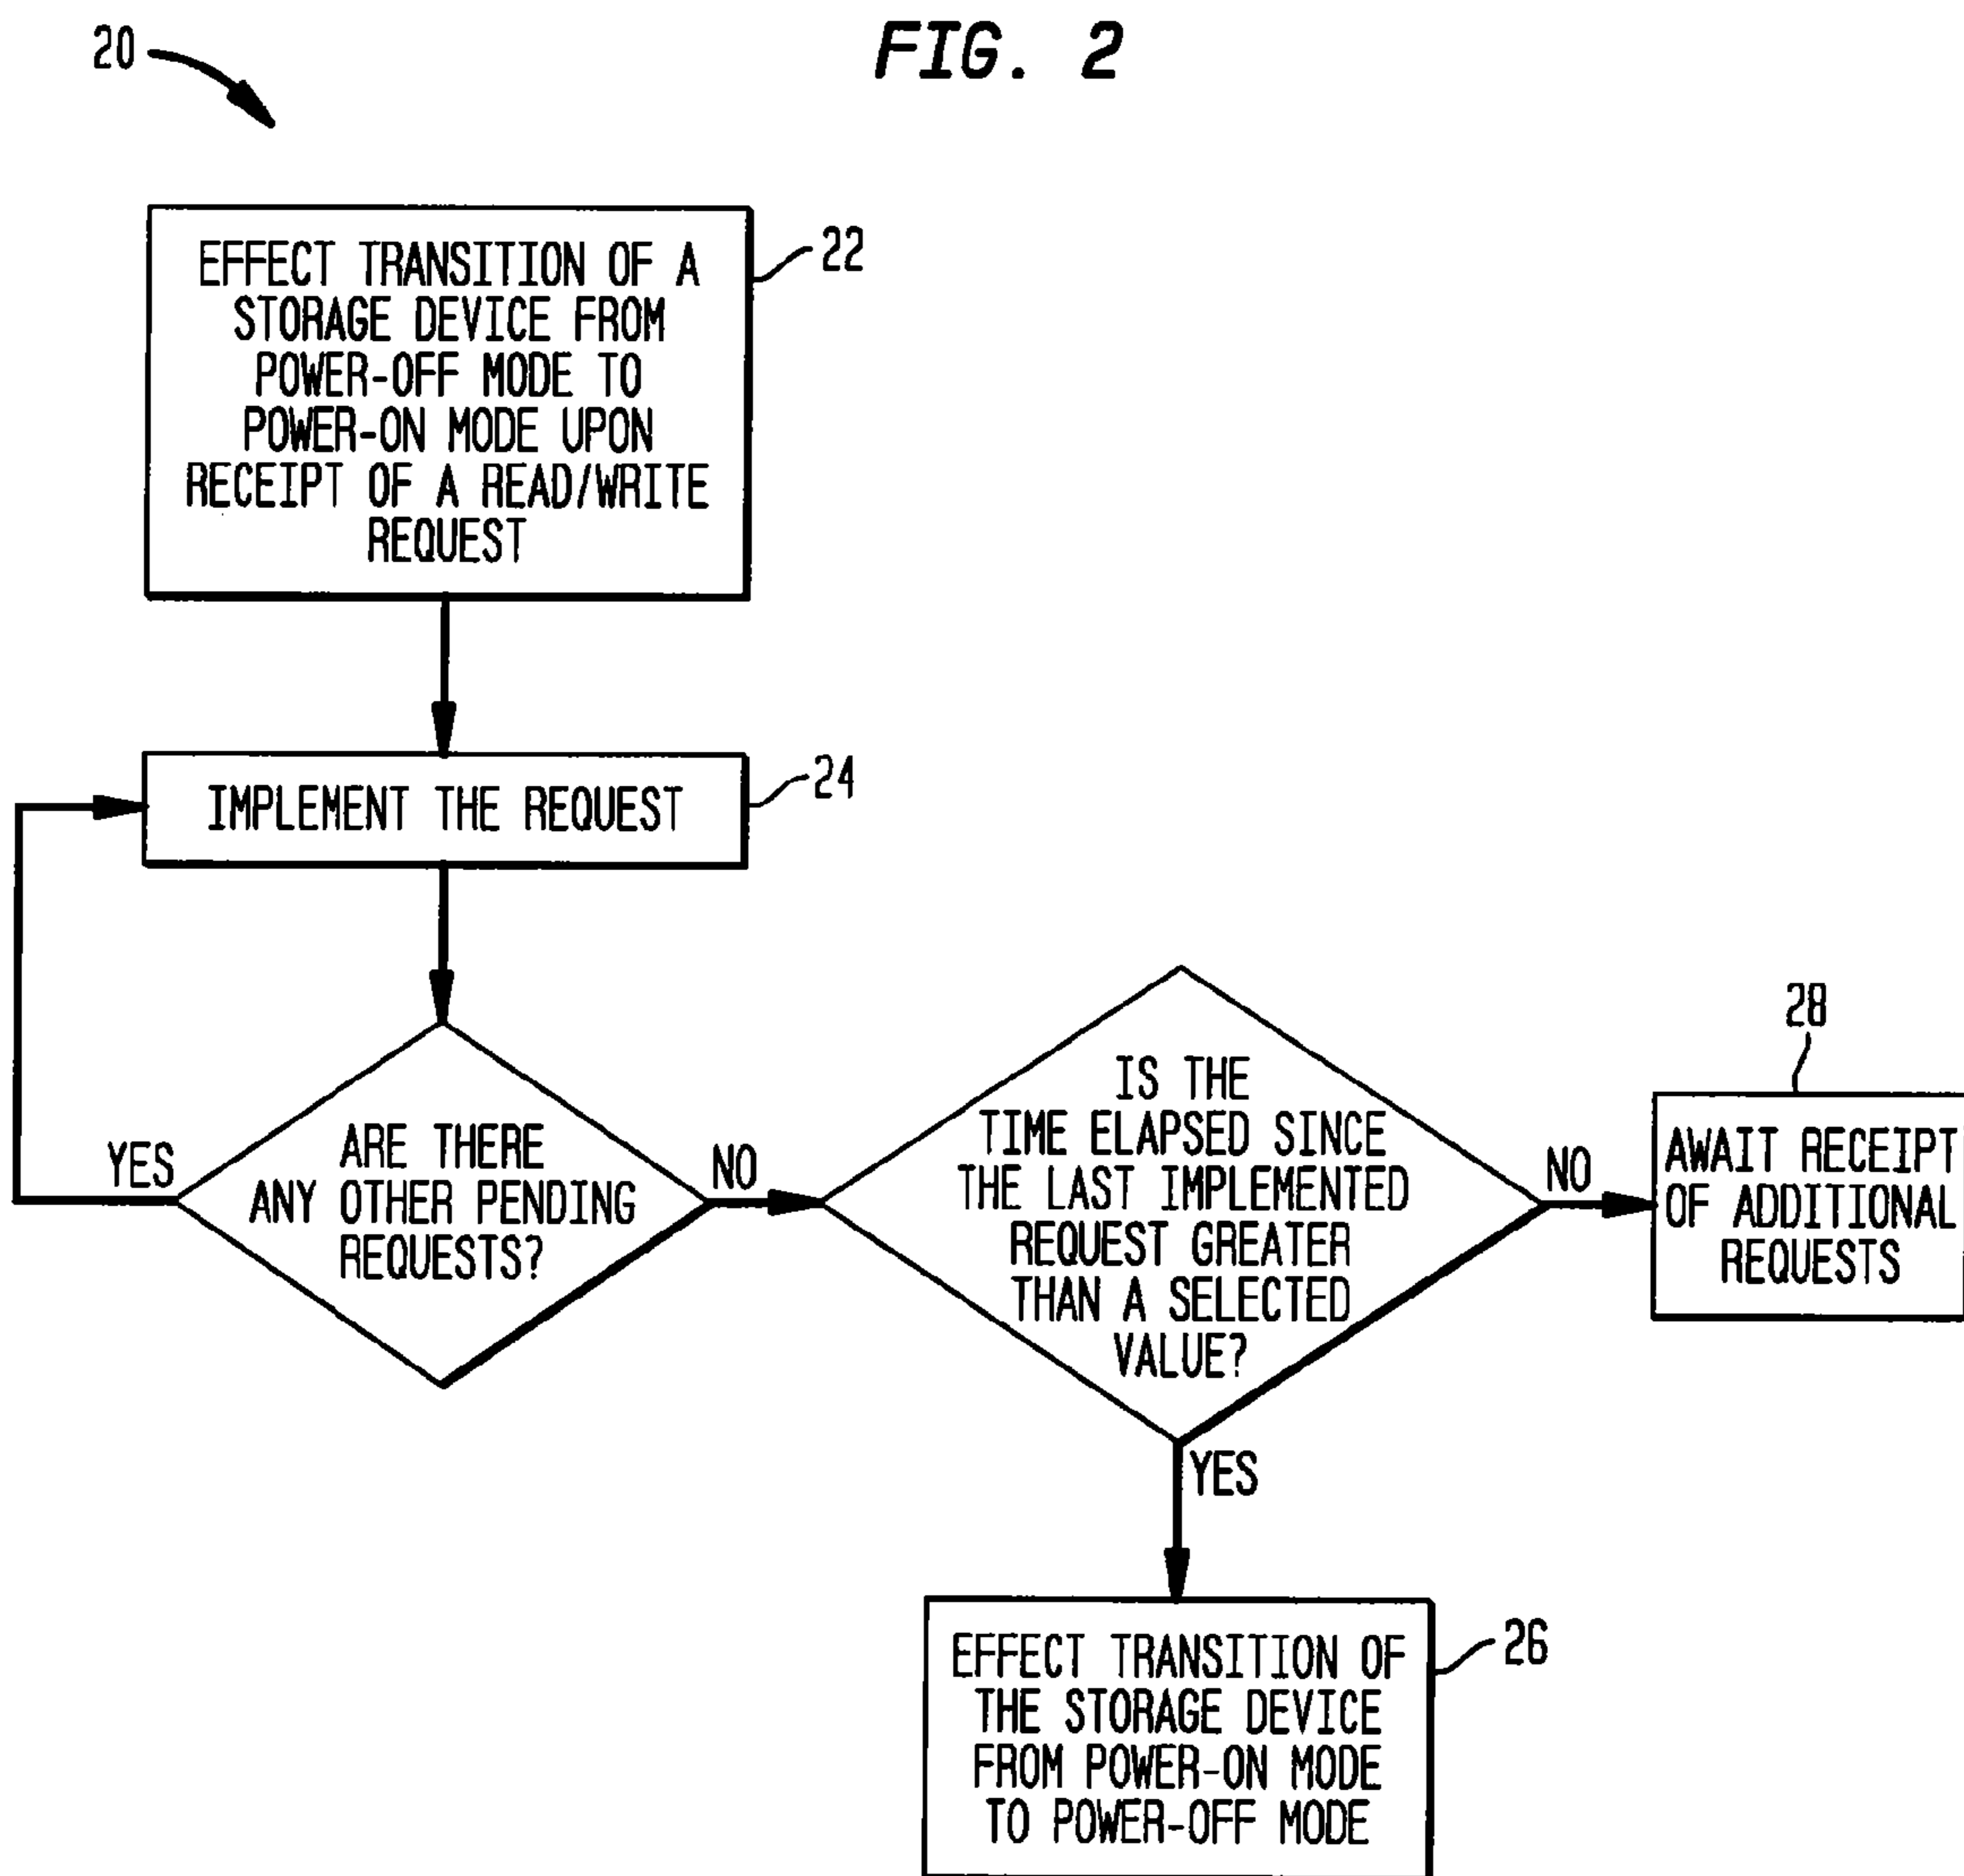 FIG. 2
20
EFFECT TRANSITION OF A
STORAGE DEVICE FROM
POWER-OFF MODE TO
POWER-ON MODE UPON
RECEIPT OF A READ/WRITE
REQUEST
22
IMPLEMENT THE REQUEST
24
ARE THERE
ANY OTHER PENDING
REQUESTS?
YES
NO
IS THE
TIME ELAPSED SINCE
THE LAST IMPLEMENTED
REQUEST GREATER
THAN A SELECTED
VALUE?
NO
28
AWAIT RECEIPT
OF ADDITIONAL
REQUESTS
YES
EFFECT TRANSITION OF
THE STORAGE DEVICE
FROM POWER-ON MODE
TO POWER-OFF MODE
26